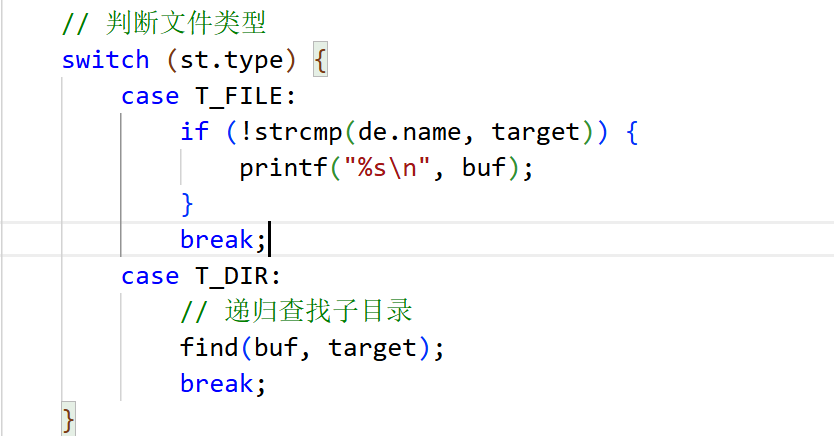 // 判断文件类型
switch (st.type) {
    case T_FILE:
        if (!strcmp(de.name, target)) {
            printf("%s\n", buf);
        }
        break;
    case T_DIR:
        // 递归查找子目录
        find(buf, target);
        break;
}